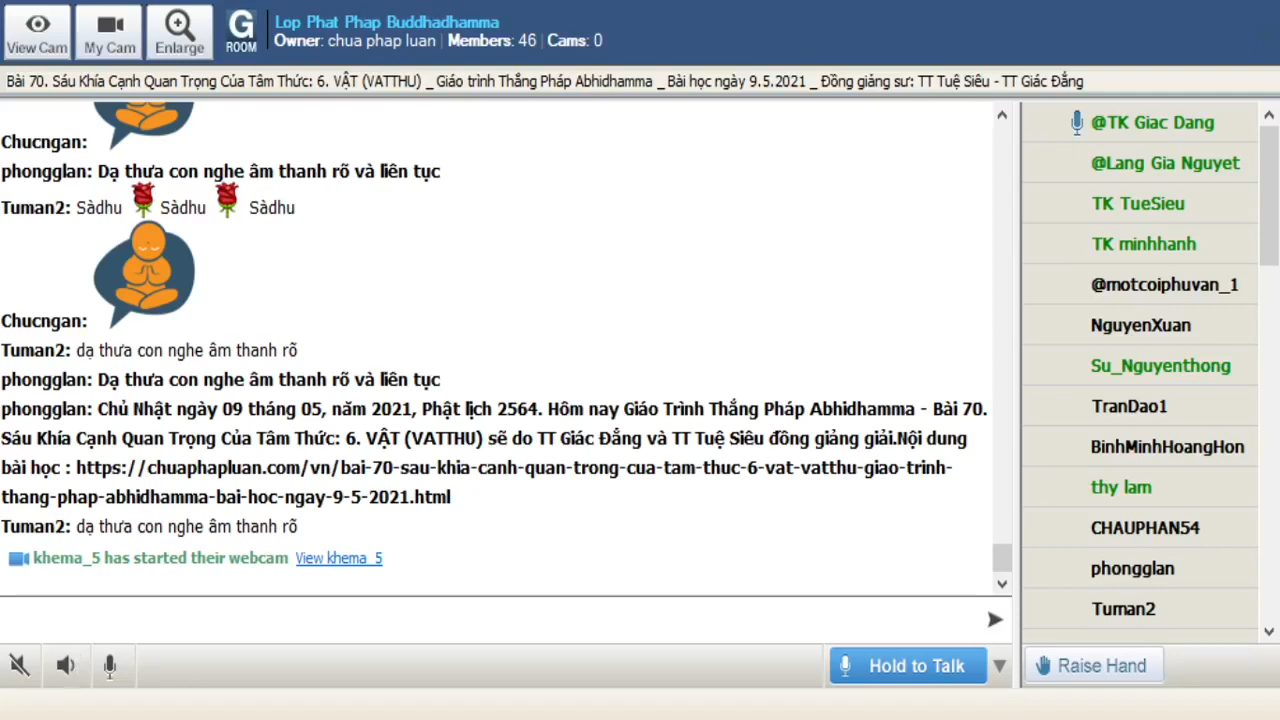 View Cam
My Cam
Enlarge
G
ROOM
Lop Phat Phap Buddhadhamma
Owner: chua phap luan | Members: 46 | Cams: 0
Bài 70. Sáu Khía Cạnh Quan Trọng Của Tâm Thức: 6. VẬT (VATTHU) _ Giáo trình Thắng Pháp Abhidhamma _ Bài học ngày 9.5.2021 _ Đồng giảng sư: TT Tuệ Siêu - TT Giác Đẳng
Chucngan:
phongglan: Dạ thưa con nghe âm thanh rõ và liên tục
Tuman2: Sàdhu Sàdhu Sàdhu
Chucngan:
Tuman2: dạ thưa con nghe âm thanh rõ
phongglan: Dạ thưa con nghe âm thanh rõ và liên tục
phongglan: Chủ Nhật ngày 09 tháng 05, năm 2021, Phật lịch 2564. Hôm nay Giáo Trình Thắng Pháp Abhidhamma - Bài 70.
Sáu Khía Cạnh Quan Trọng Của Tâm Thức: 6. VẬT (VATTHU) sẽ do TT Giác Đẳng và TT Tuệ Siêu đồng giảng giải.Nội dung
bài học : https://chuaphapluan.com/vn/bai-70-sau-khia-canh-quan-trong-cua-tam-thuc-6-vat-vatthu-giao-trinh-
thang-phap-abhidhamma-bai-hoc-ngay-9-5-2021.html
Tuman2: dạ thưa con nghe âm thanh rõ
khema_5 has started their webcam View khema_5
Hold to Talk
@TK Giac Dang
@Lang Gia Nguyet
TK TueSieu
TK minhhanh
@motcoiphuvan_1
NguyenXuan
Su_Nguyenthong
TranDao1
BinhMinhHoangHon
thy lam
CHAUPHAN54
phongglan
Tuman2
Raise Hand